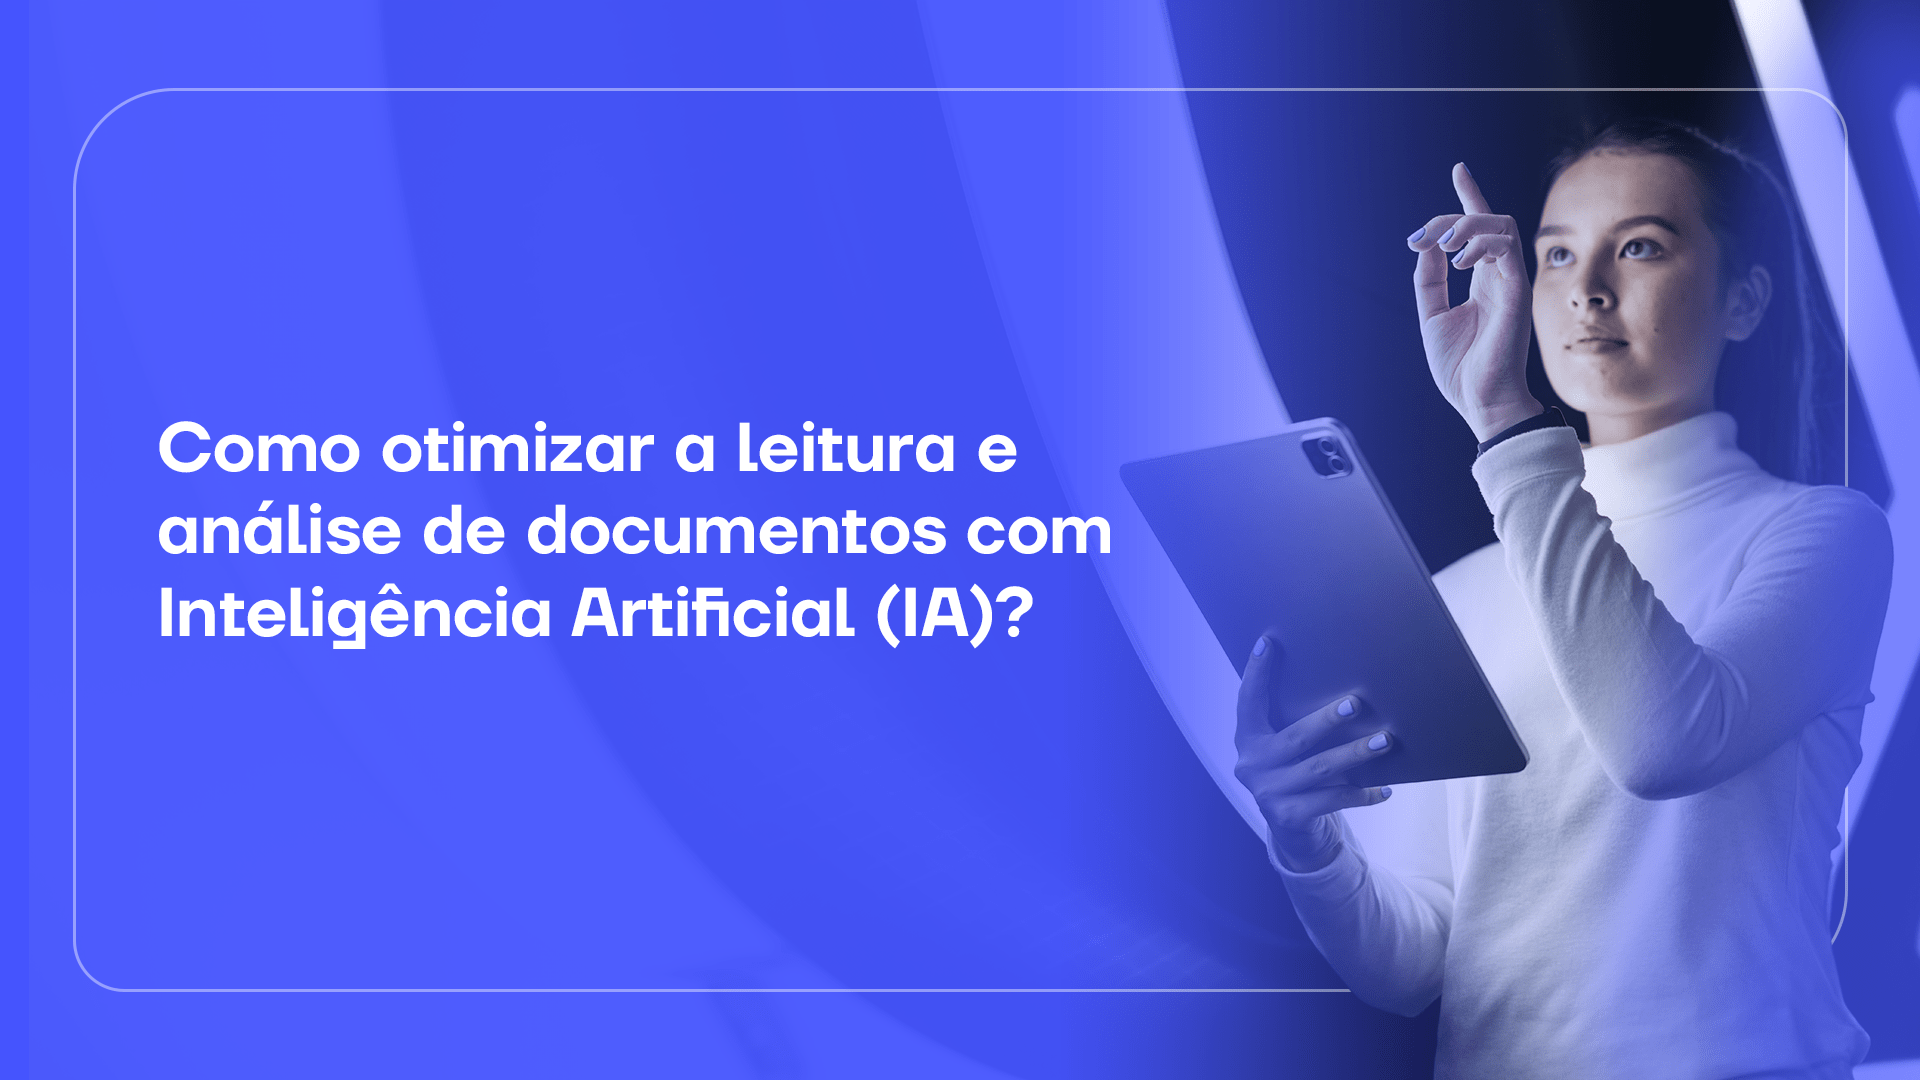 Como otimizar a leitura e
análise de documentos com
Inteligência Artificial (IA)?